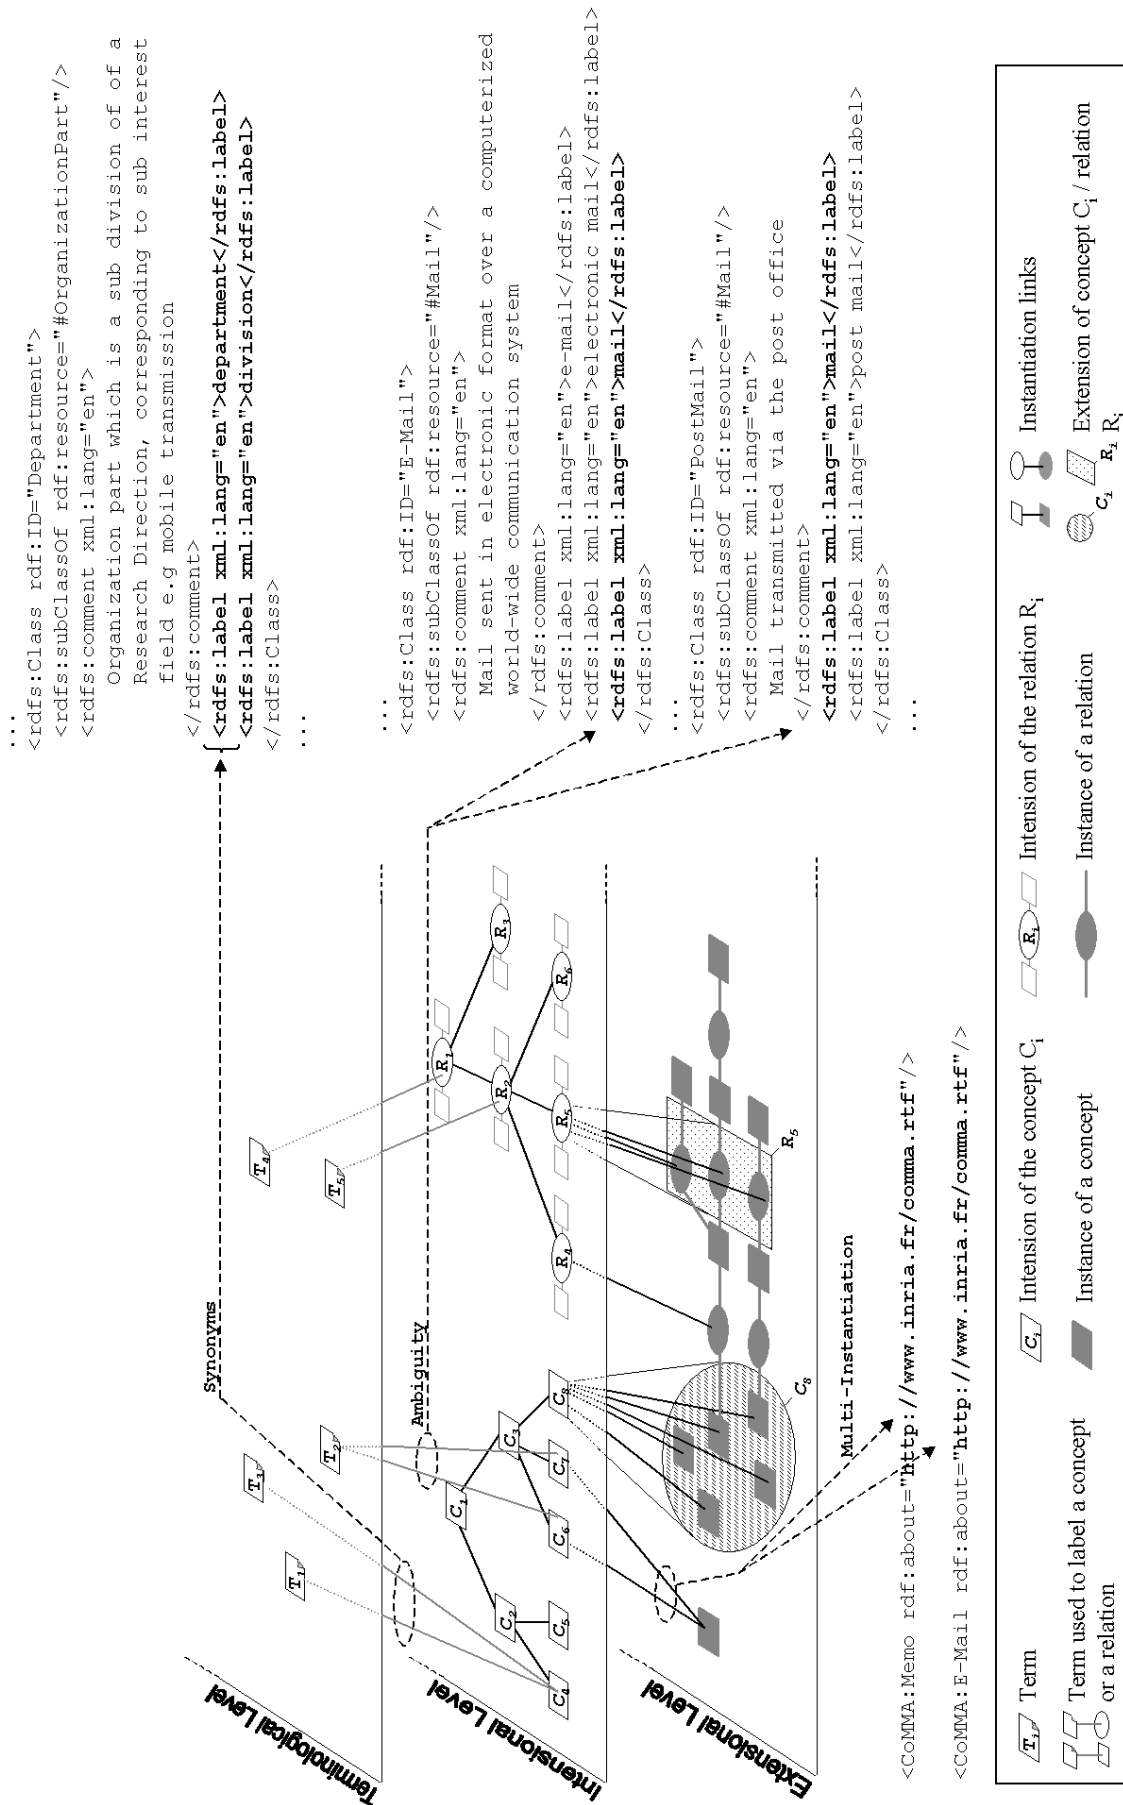 ...
<rdfs:Class rdf:ID="Department">
<rdfs:subClassOf rdf:resource="#OrganizationPart"/>
<rdfs:comment xml:lang="en">
Organization part which is a sub division of of a
Research Direction, corresponding to sub interest
field e.g mobile transmission
</rdfs:comment>
<rdfs:label xml:lang="en">department</rdfs:label>
<rdfs:label xml:lang="en">division</rdfs:label>
</rdfs:Class>
...
...
<rdfs:Class rdf:ID="E-Mail">
<rdfs:subClassOf rdf:resource="#Mail"/>
<rdfs:comment xml:lang="en">
Mail sent in electronic format over a computerized
world-wide communication system
</rdfs:comment>
<rdfs:label xml:lang="en">e-mail</rdfs:label>
<rdfs:label xml:lang="en">electronic mail</rdfs:label>
<rdfs:label xml:lang="en">mail</rdfs:label>
</rdfs:Class>
...
<rdfs:Class rdf:ID="PostMail">
<rdfs:subClassOf rdf:resource="#Mail"/>
<rdfs:comment xml:lang="en">
Mail transmitted via the post office
</rdfs:comment>
<rdfs:label xml:lang="en">mail</rdfs:label>
<rdfs:label xml:lang="en">post mail</rdfs:label>
</rdfs:Class>
...
Synonyms
Terminological Level
T1
T3
T2
T5
T4
Ambiguity
Intensional Level
C1
C2
C3
C4
C5
C6
C7
C8
R1
R2
R3
R4
R5
R6
Extensional Level
C8
R5
Multi-Instantiation
<CoMMA:Memo rdf:about="http://www.inria.fr/comma.rtf"/>
<CoMMA:E-Mail rdf:about="http://www.inria.fr/comma.rtf"/>
Ti Term
Ci Intension of the concept Ci
Ri Intension of the relation Ri
Instantiation links
Term used to label a concept
or a relation
Instance of a concept
Instance of a relation
Ci Ri Extension of concept Ci / relation
Ri